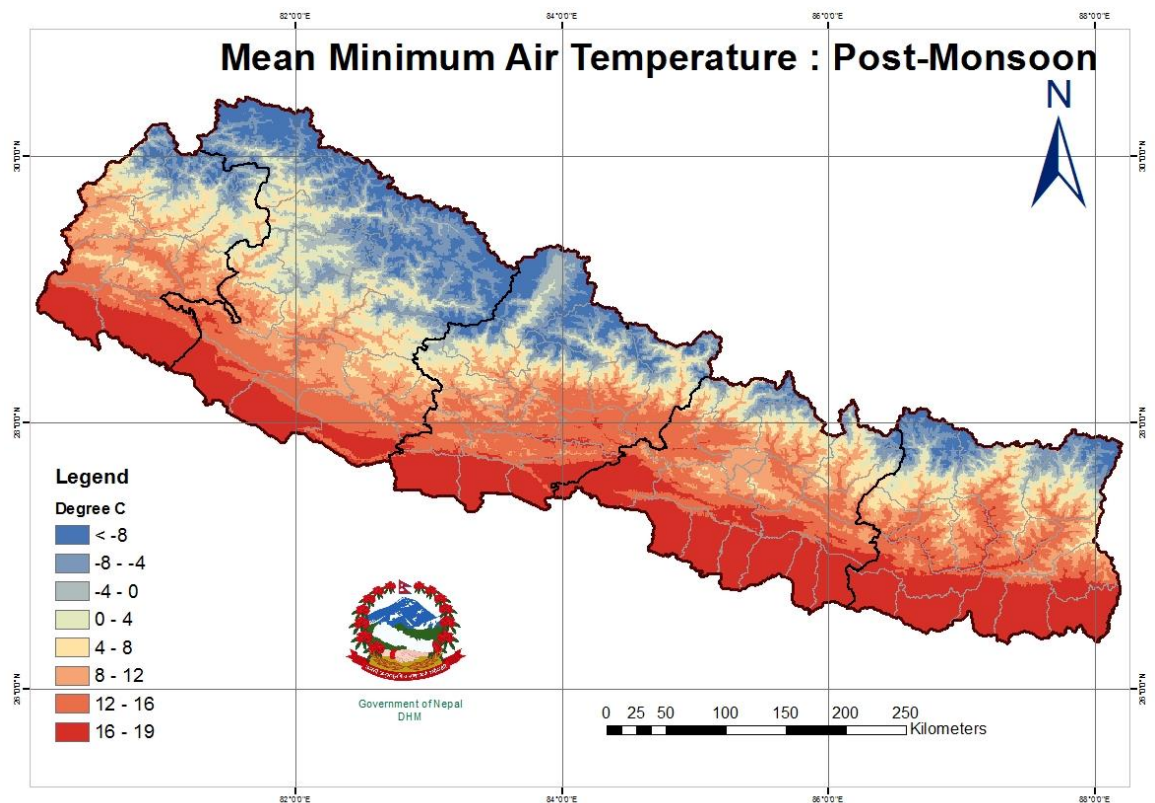 82°0'0"E 84°0'0"E 86°0'0"E 88°0'0"E
Mean Minimum Air Temperature : Post-Monsoon
N
30°0'0"N 30°0'0"N
28°0'0"N 28°0'0"N
Legend
Degree C
< -8
-8 - -4
-4 - 0
0 - 4
4 - 8
8 - 12
12 - 16
16 - 19
Government of Nepal
DHM
26°0'0"N 26°0'0"N
0 25 50 100 150 200 250
Kilometers
82°0'0"E 84°0'0"E 86°0'0"E 88°0'0"E